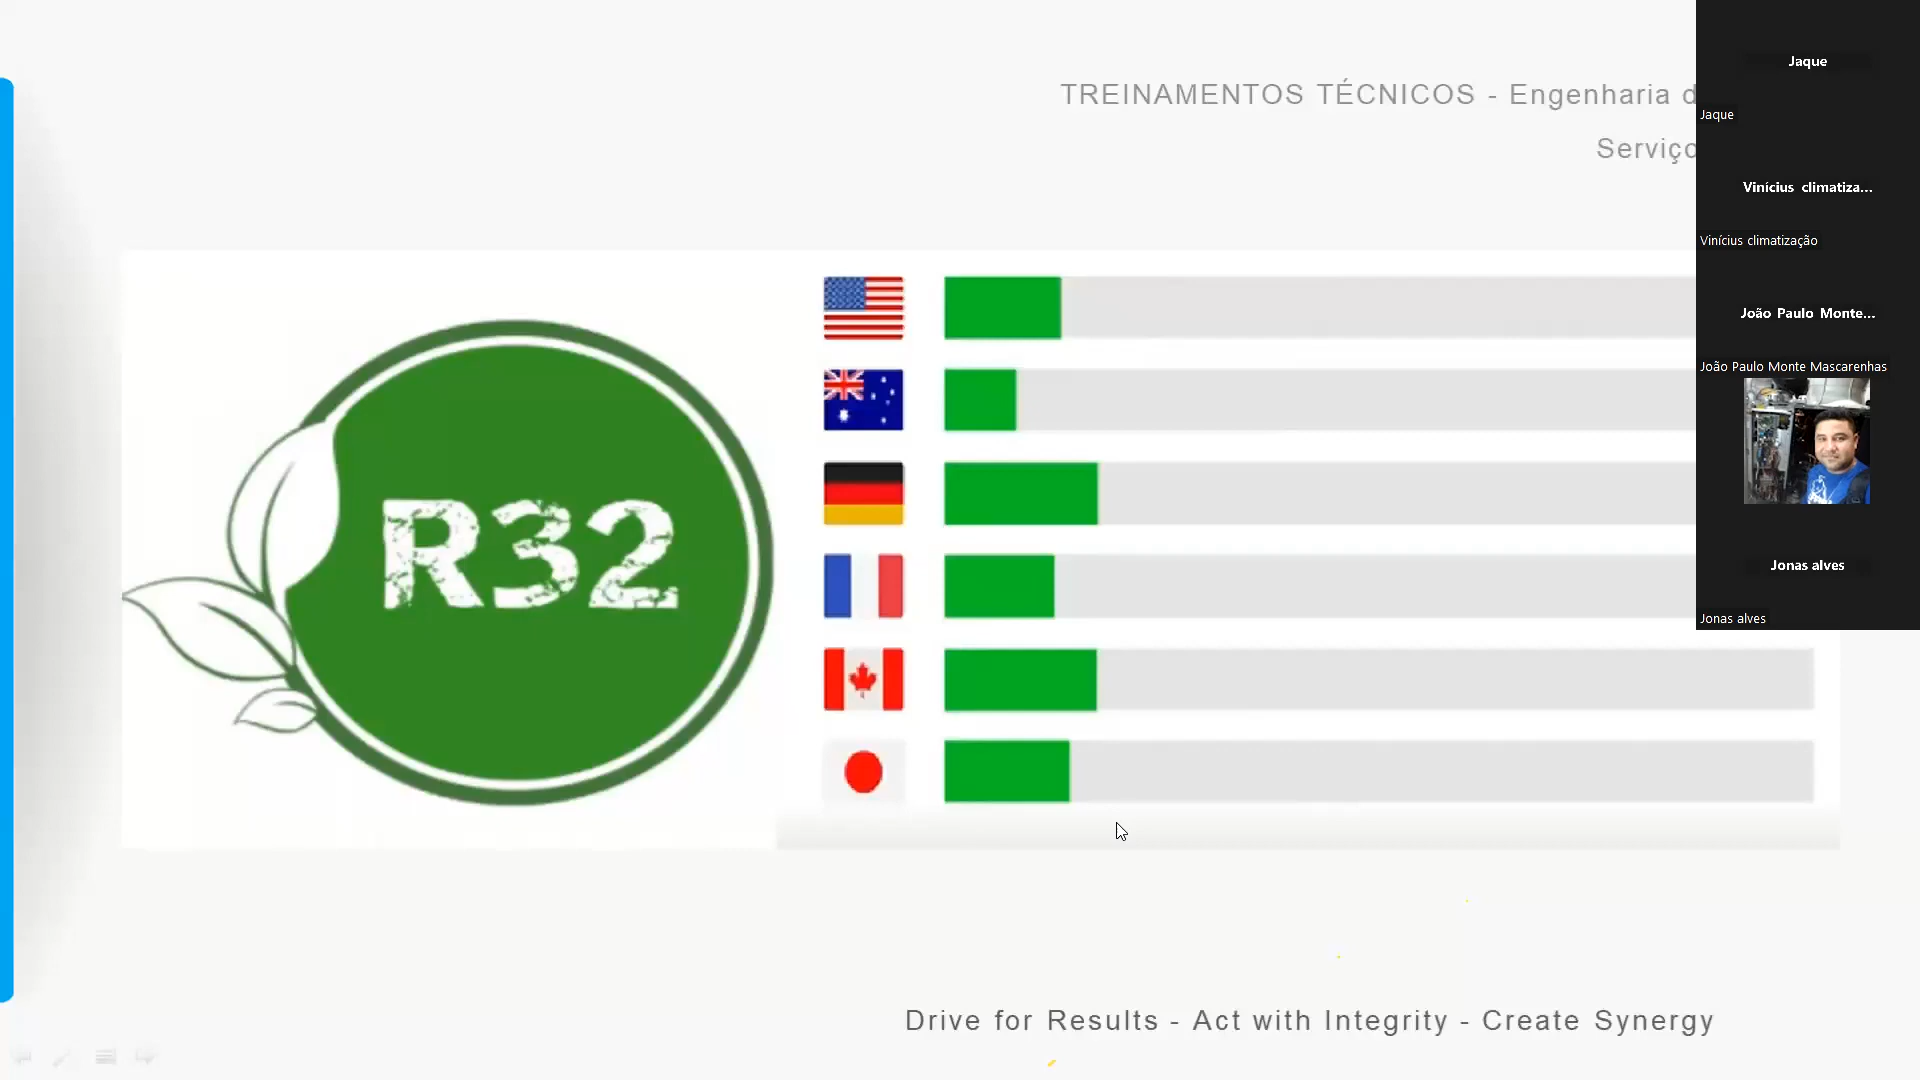 TREINAMENTOS TÉCNICOS - Engenharia d
Serviço
R32
Drive for Results - Act with Integrity - Create Synergy
Jaque
Jaque
Vinícius climatiza...
Vinícius climatização
João Paulo Monte...
João Paulo Monte Mascarenhas
Jonas alves
Jonas alves